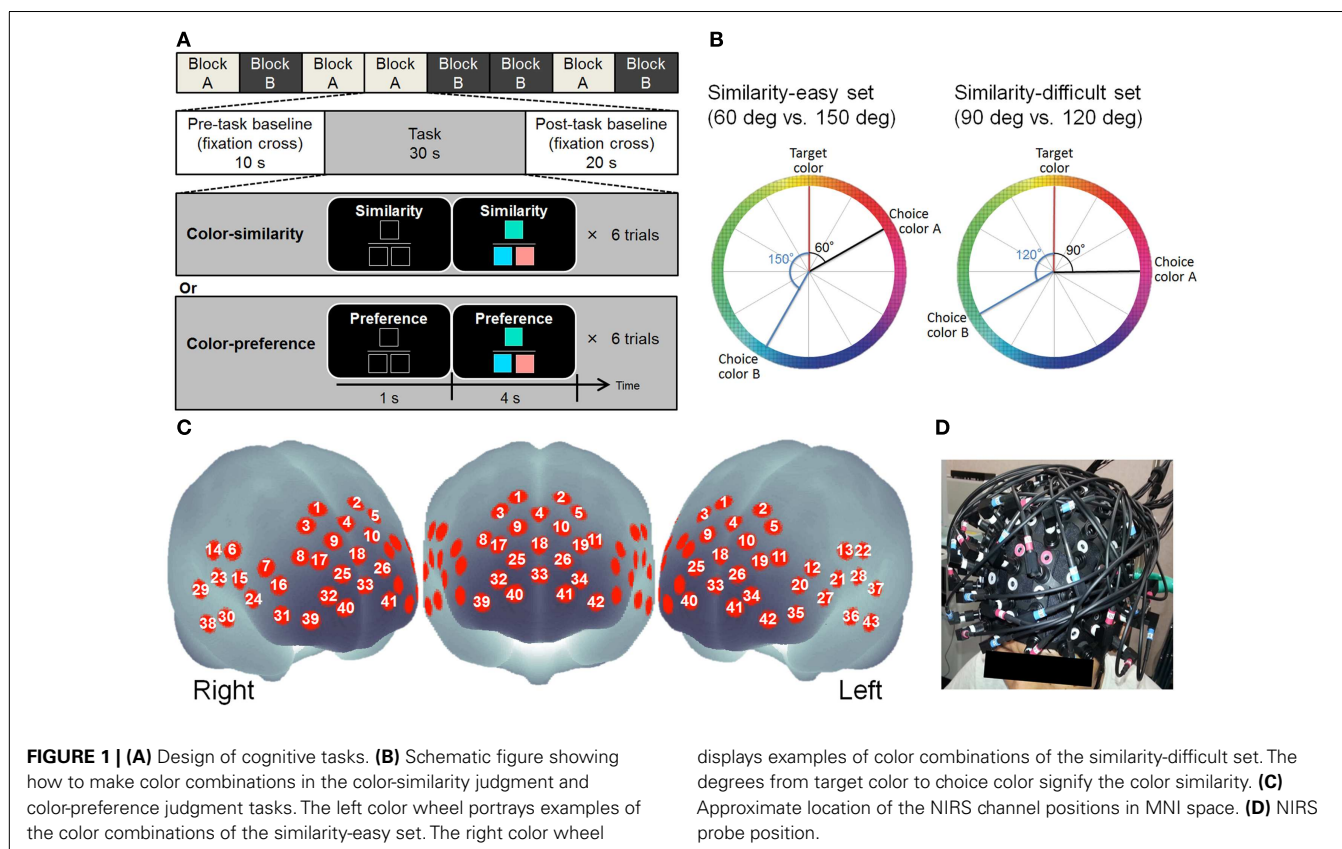 A
Block A Block B Block A Block A Block B Block B Block A Block B
Pre-task baseline (fixation cross) 10 s
Task 30 s
Post-task baseline (fixation cross) 20 s
Color-similarity
Similarity
Similarity
× 6 trials
Or
Color-preference
Preference
Preference
× 6 trials
Time
1 s
4 s
B
Similarity-easy set
(60 deg vs. 150 deg)
Target
color
Choice
color A
60°
150°
Choice
color B
Similarity-difficult set
(90 deg vs. 120 deg)
Target
color
120°
90°
Choice
color A
Choice
color B
C
1 2
3 4 5
9 10
14 6 8 17 18
7 26
23 15 16 25 33
29 24 32
38 30 31 39 40 41
Right
1 2
3 4 5
9 10
8 17 18 19 11
25 26
32 33 34
39 40 41 42
1 2
3 4 5
9 10
18 19 11 13 22
25 26 12 21 28
33 34 20 27 37
40 41 42 35 36 43
Left
D
FIGURE 1 | (A) Design of cognitive tasks. (B) Schematic figure showing
how to make color combinations in the color-similarity judgment and
color-preference judgment tasks. The left color wheel portrays examples of
the color combinations of the similarity-easy set. The right color wheel
displays examples of color combinations of the similarity-difficult set. The
degrees from target color to choice color signify the color similarity. (C)
Approximate location of the NIRS channel positions in MNI space. (D) NIRS
probe position.